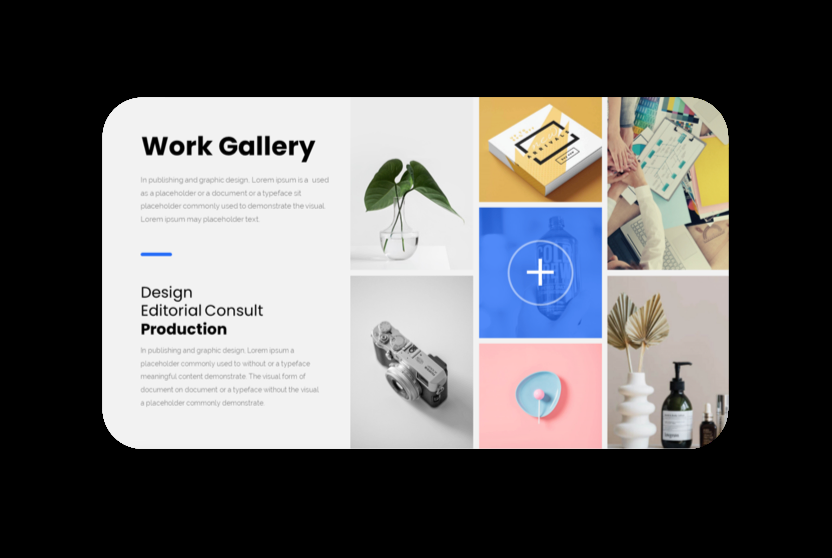 Work Gallery
In publishing and graphic design. Lorem ipsum is a used
as a placeholder or a document or a typeface sit
placeholder commonly used to demonstrate the visual.
Lorem ipsum may placeholder text.
Design
Editorial Consult
Production
In publishing and graphic design. Lorem ipsum a
placeholder commonly used to without or a typeface
meaningful content demonstrate. The visual form of
document on document or a typeface without the visual
a placeholder commonly demonstrate.